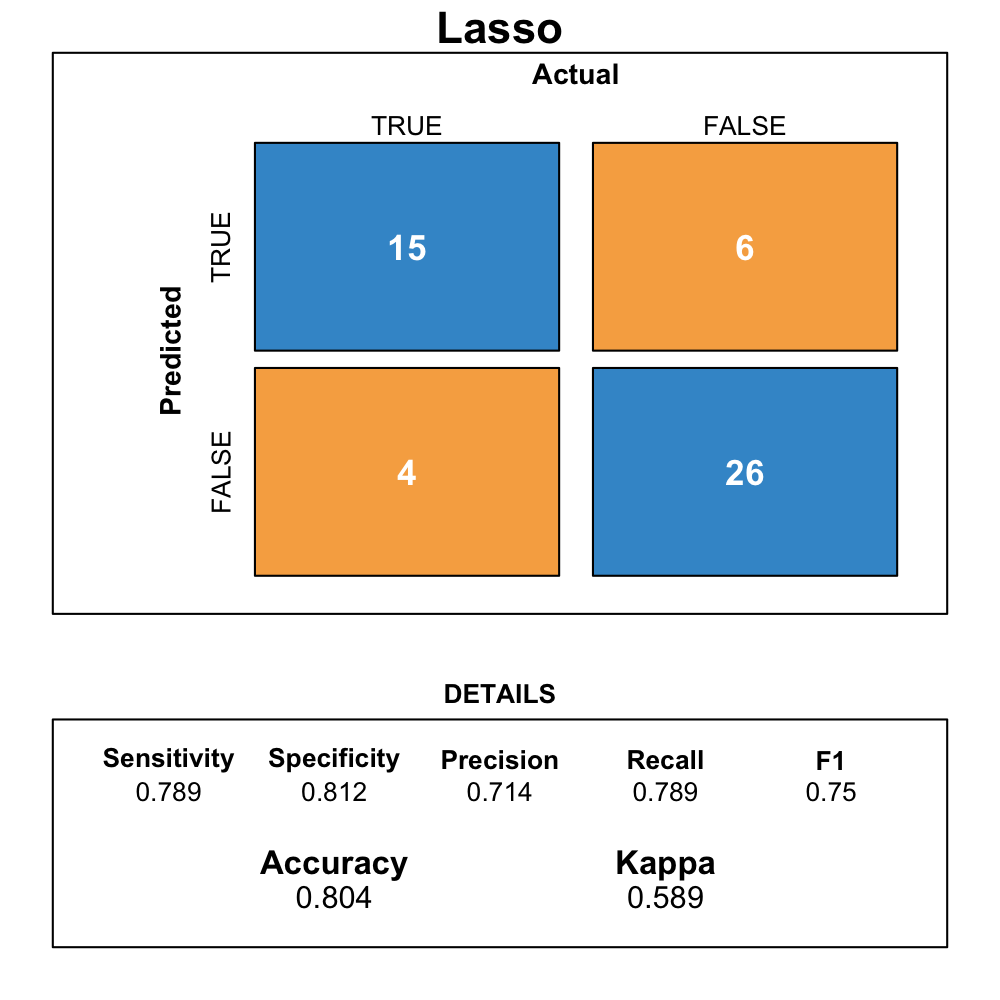 Lasso
Actual
TRUE FALSE
Predicted
TRUE
15 6
FALSE
4 26
DETAILS
Sensitivity Specificity Precision Recall F1
0.789 0.812 0.714 0.789 0.75
Accuracy Kappa
0.804 0.589